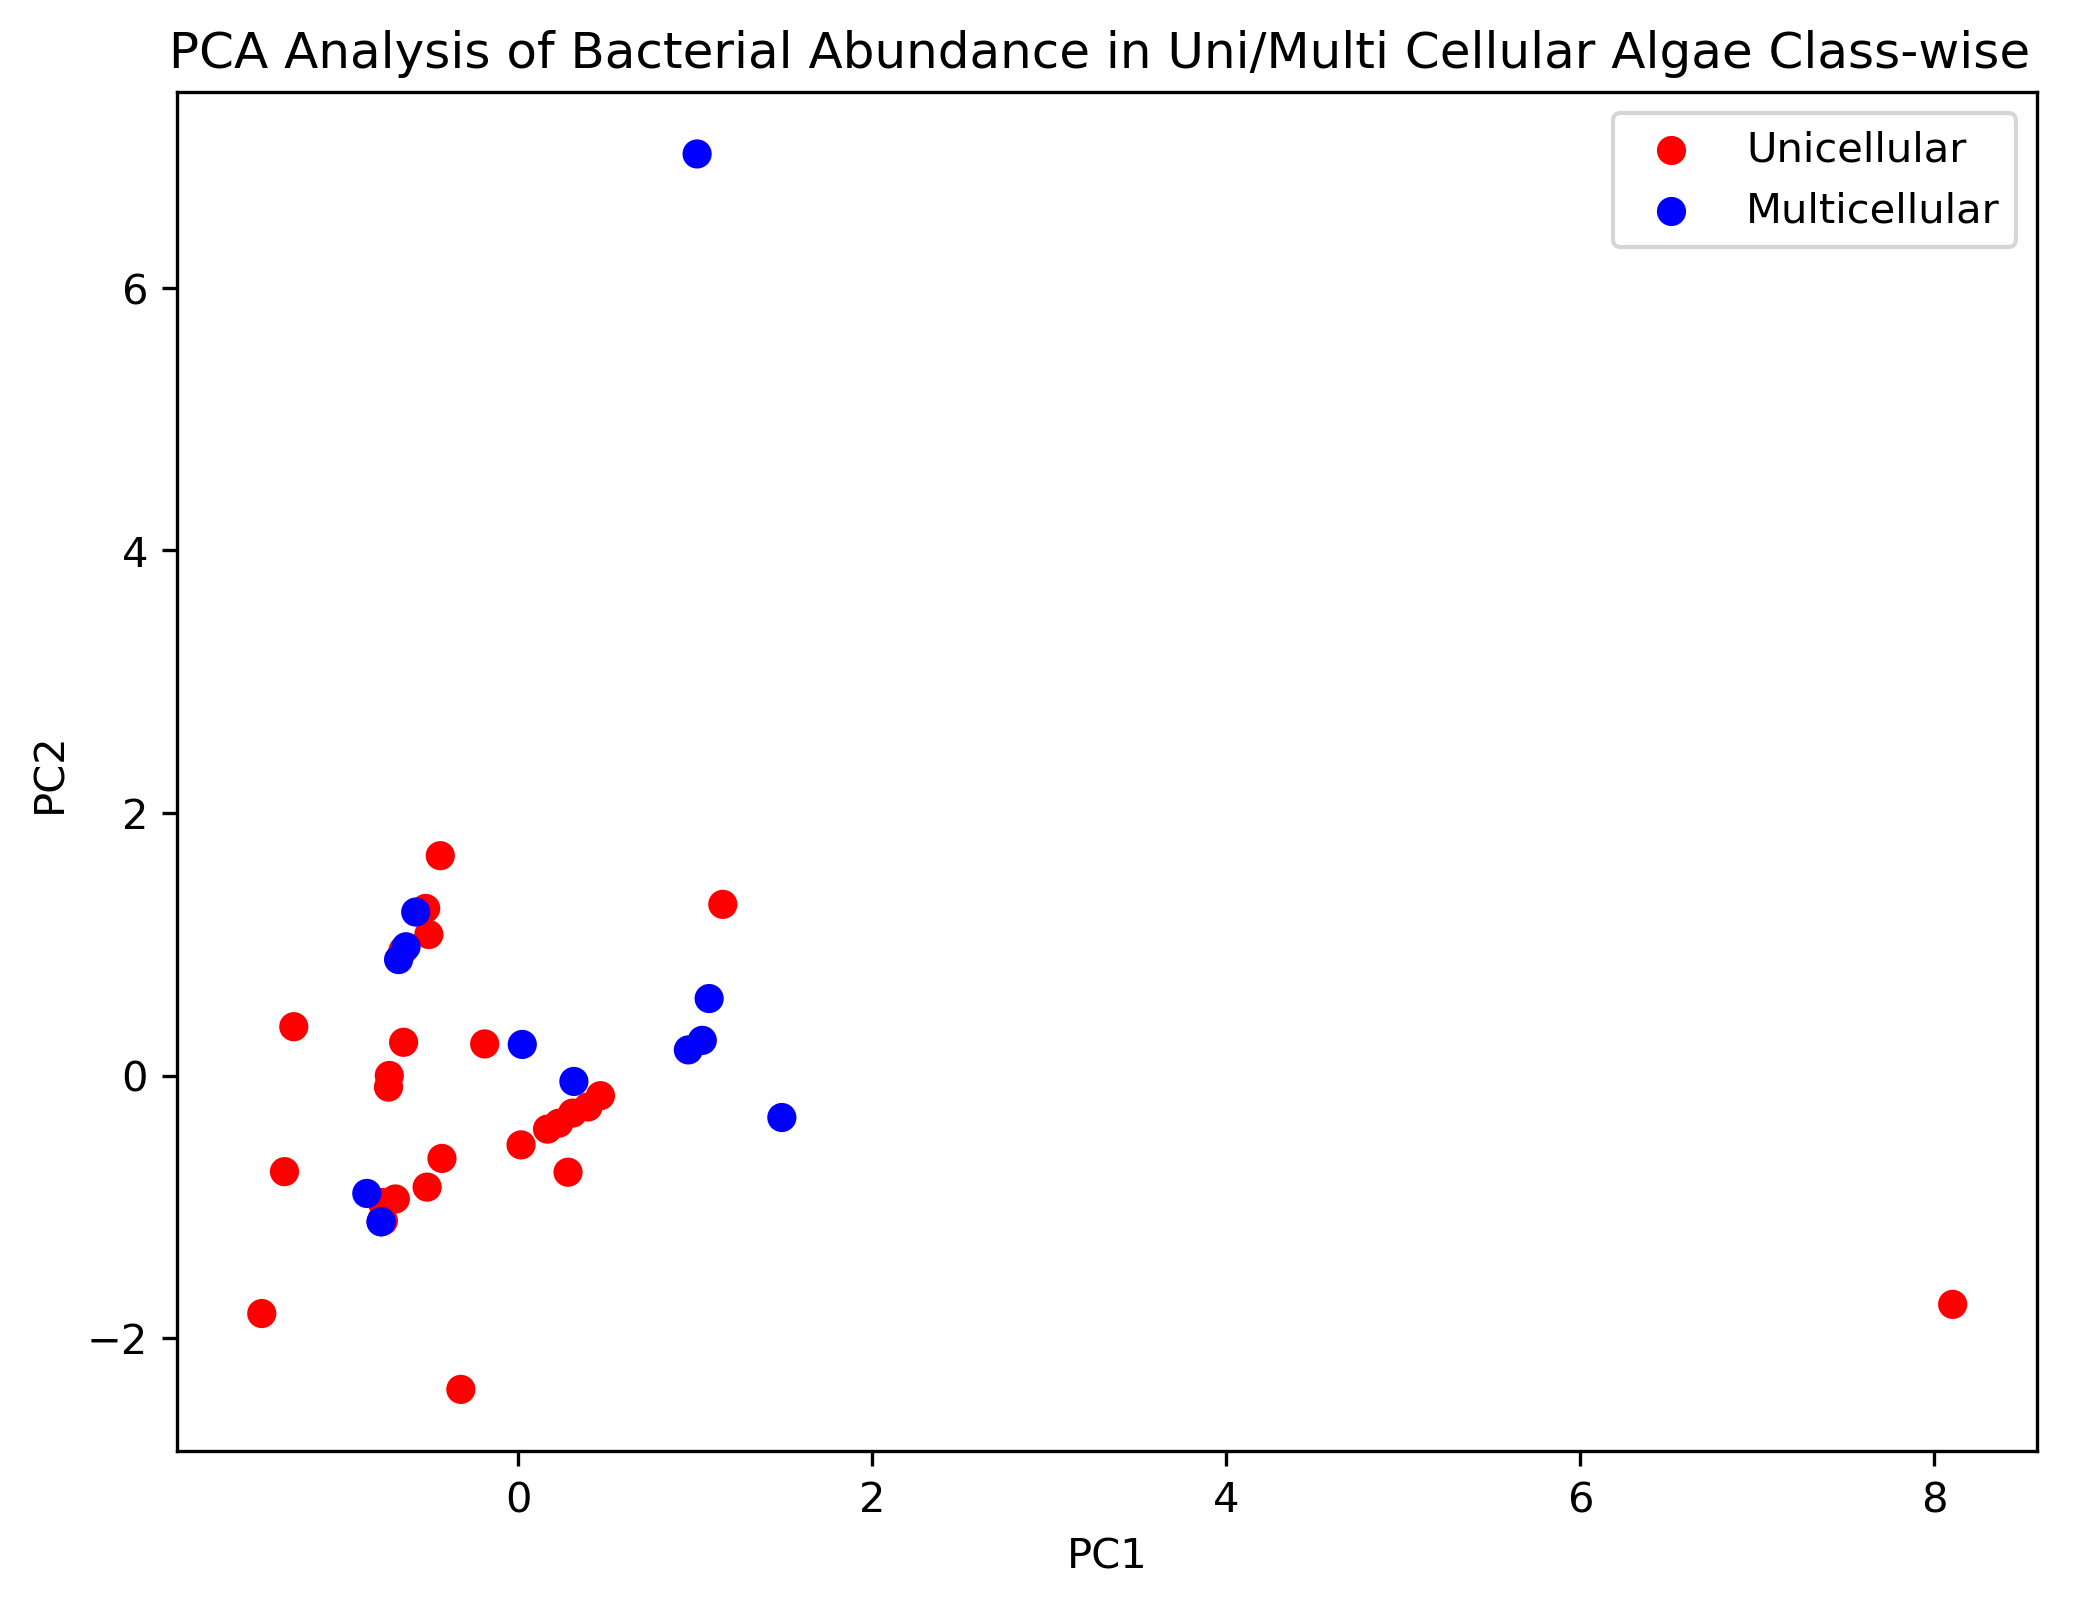 PCA Analysis of Bacterial Abundance in Uni/Multi Cellular Algae Class-wise
Unicellular
Multicellular
6
4
2
0
−2
PC2
0 2 4 6 8
PC1